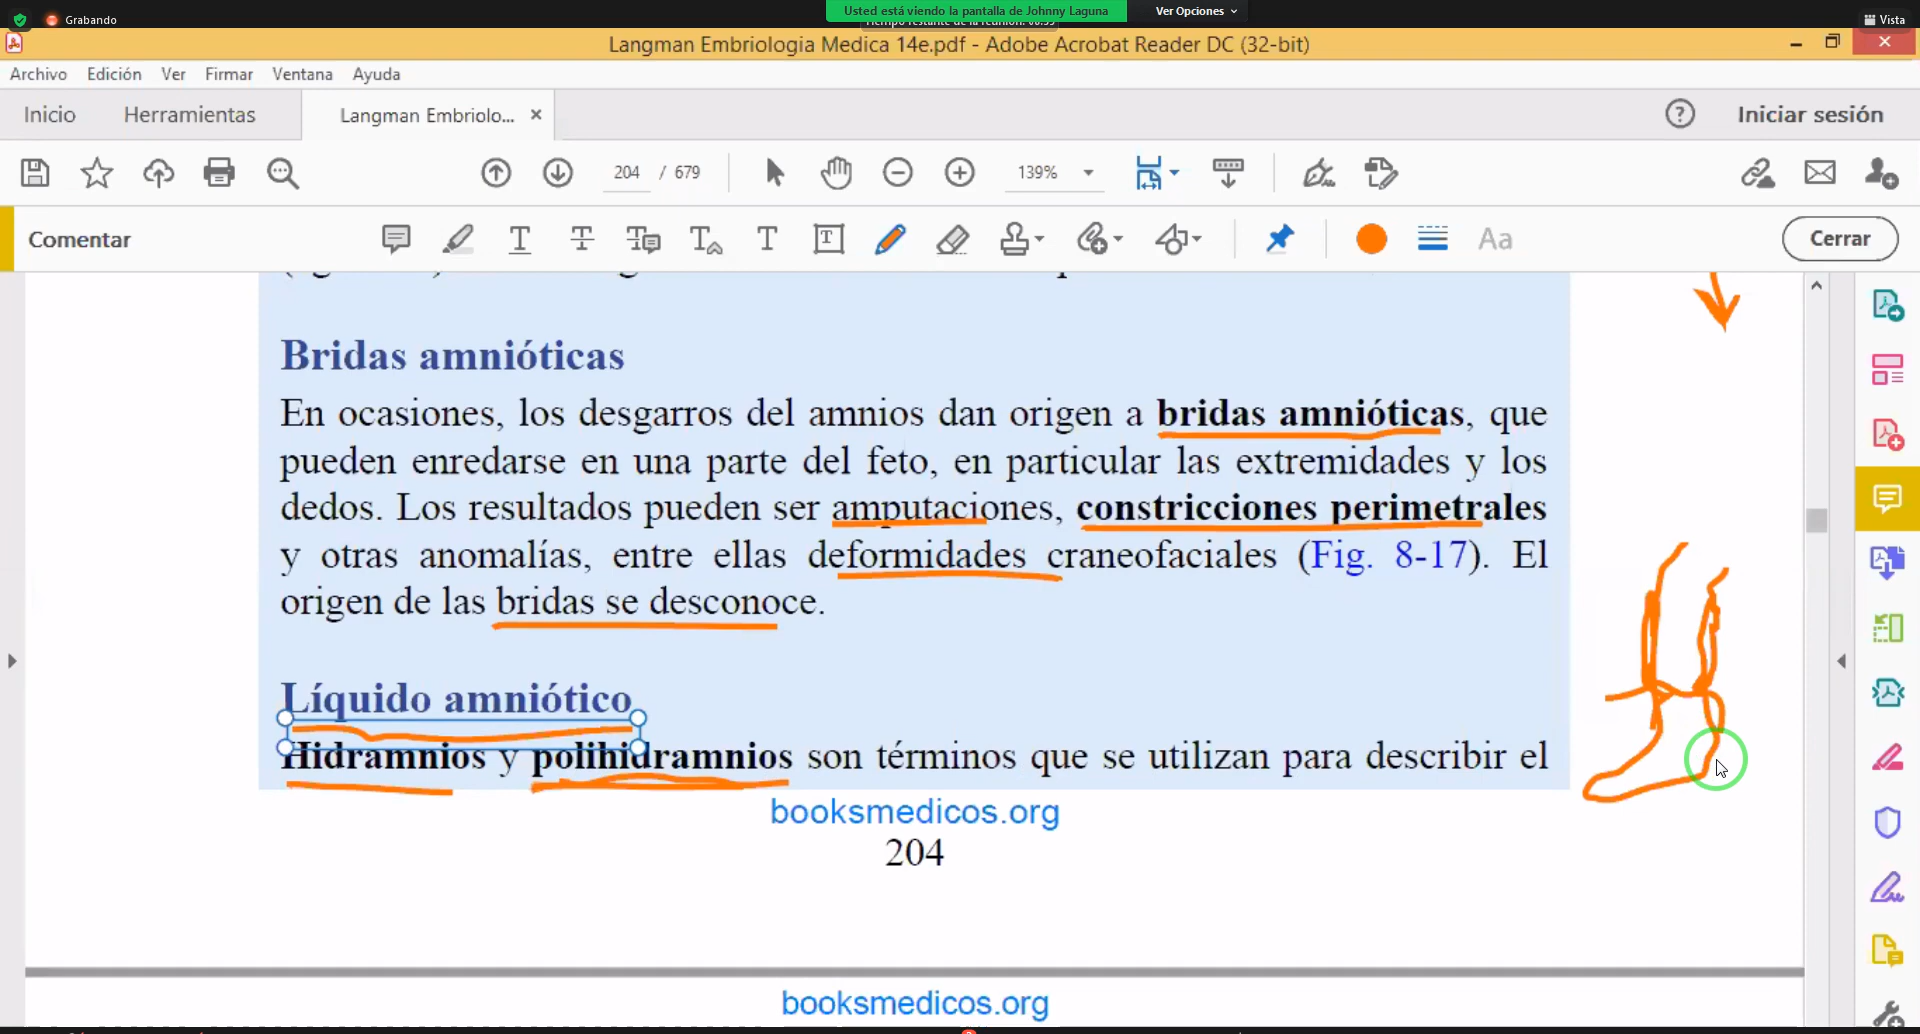 Grabando
Usted está viendo la pantalla de Johnny Laguna
Ver Opciones
Vista
Langman Embriologia Medica 14e.pdf - Adobe Acrobat Reader DC (32-bit)
Archivo Edición Ver Firmar Ventana Ayuda
Inicio Herramientas Langman Embriolo... Iniciar sesión
204 / 679 139%
Comentar Aa Cerrar
Bridas amnióticas
En ocasiones, los desgarros del amnios dan origen a bridas amnióticas, que
pueden enredarse en una parte del feto, en particular las extremidades y los
dedos. Los resultados pueden ser amputaciones, constricciones perimetrales
y otras anomalías, entre ellas deformidades craneofaciales (Fig. 8-17). El
origen de las bridas se desconoce.
Líquido amniótico
Hidramnios y polihidramnios son términos que se utilizan para describir el
booksmedicos.org
204
booksmedicos.org